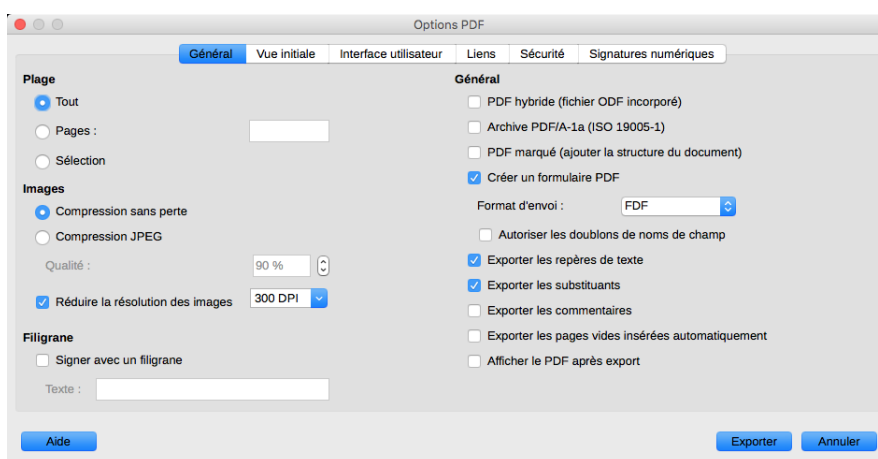 Options PDF
Général Vue initiale Interface utilisateur Liens Sécurité Signatures numériques
Plage
Tout
Pages :
Sélection
Images
Compression sans perte
Compression JPEG
Qualité : 90 %
Réduire la résolution des images 300 DPI
Filigrane
Signer avec un filigrane
Texte :
Général
PDF hybride (fichier ODF incorporé)
Archive PDF/A-1a (ISO 19005-1)
PDF marqué (ajouter la structure du document)
Créer un formulaire PDF
Format d'envoi : FDF
Autoriser les doublons de noms de champ
Exporter les repères de texte
Exporter les substituants
Exporter les commentaires
Exporter les pages vides insérées automatiquement
Afficher le PDF après export
Aide Exporter Annuler